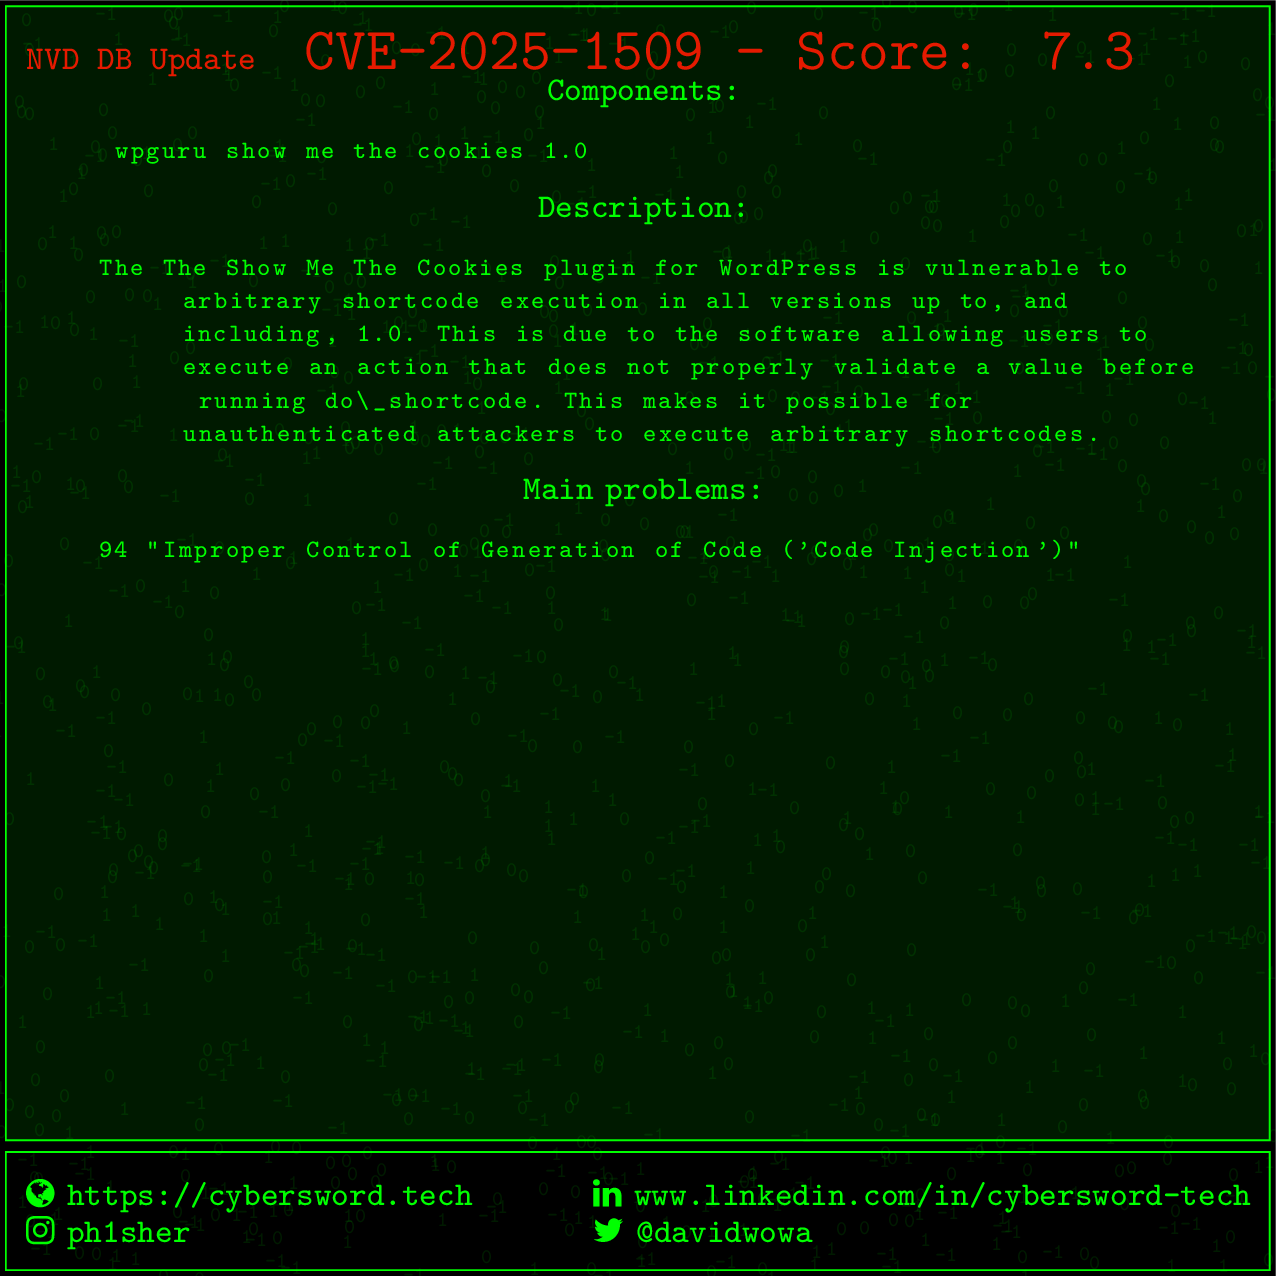 NVD DB Update CVE-2025-1509 - Score: 7.3
Components:
wpguru show me the cookies 1.0
Description:
The The Show Me The Cookies plugin for WordPress is vulnerable to
arbitrary shortcode execution in all versions up to, and
including, 1.0. This is due to the software allowing users to
execute an action that does not properly validate a value before
running do\_shortcode. This makes it possible for
unauthenticated attackers to execute arbitrary shortcodes.
Main problems:
94 "Improper Control of Generation of Code ('Code Injection')"
https://cybersword.tech www.linkedin.com/in/cybersword-tech
ph1sher @davidwowa